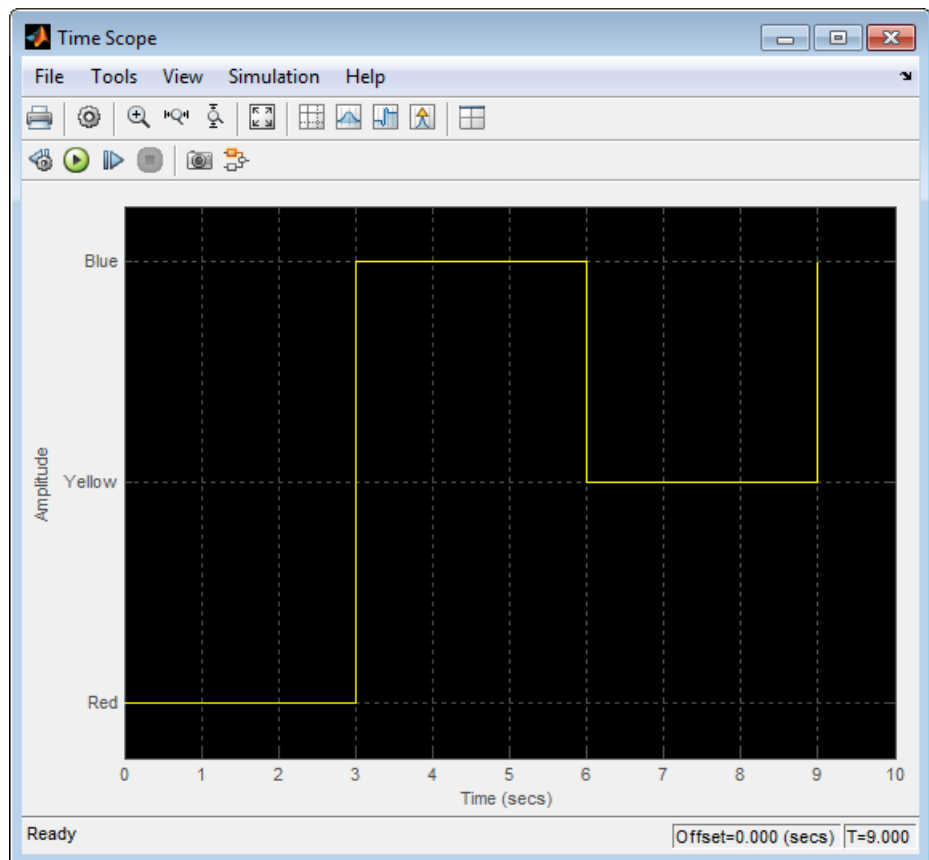 Time Scope
File Tools View Simulation Help
Blue
Yellow
Red
Amplitude
0 1 2 3 4 5 6 7 8 9 10
Time (secs)
Ready Offset=0.000 (secs) T=9.000